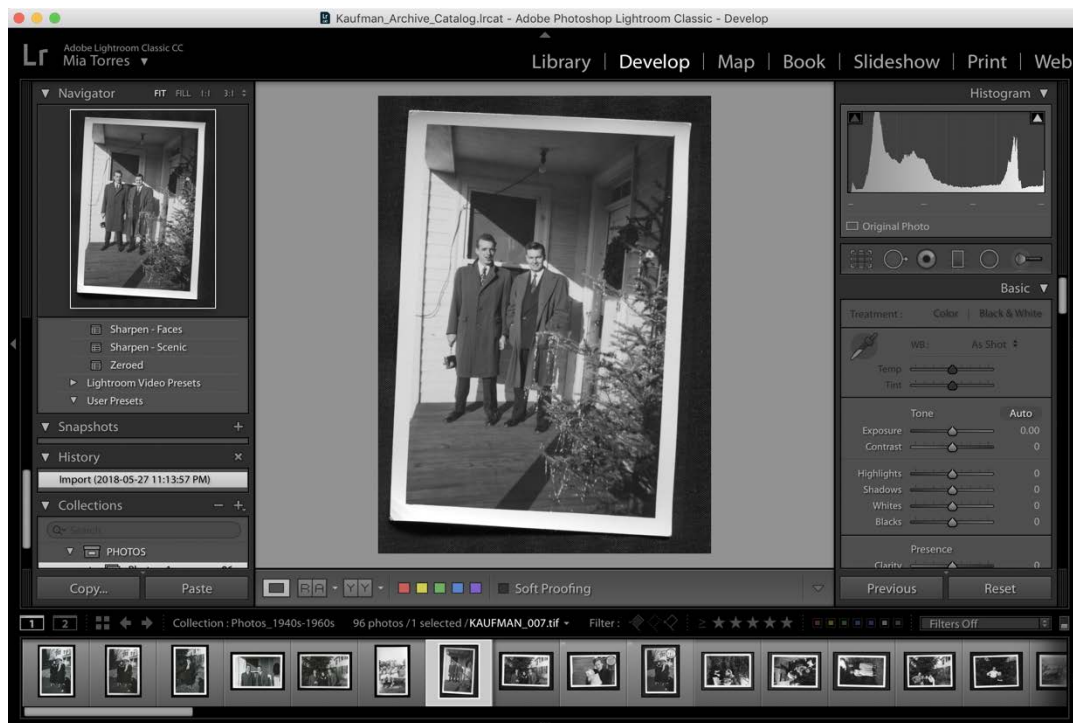 Kaufman_Archive_Catalog.lrcat - Adobe Photoshop Lightroom Classic - Develop
Lr
Adobe Lightroom Classic CC
Mia Torres
Library | Develop | Map | Book | Slideshow | Print | Web
Navigator FIT FILL 1:1 3:1
Sharpen - Faces
Sharpen - Scenic
Zeroed
Lightroom Video Presets
User Presets
Snapshots
History
Import (2018-05-27 11:13:57 PM)
Collections
Search
PHOTOS
Copy...
Paste
Soft Proofing
Histogram
Original Photo
Basic
Treatment : Color | Black & White
WB : As Shot
Temp
Tint
Tone Auto
Exposure 0.00
Contrast 0
Highlights 0
Shadows 0
Whites 0
Blacks 0
Presence
Clarity 0
Previous
Reset
1 2 Collection : Photos_1940s-1960s 96 photos / 1 selected / KAUFMAN_007.tif Filter : Filters Off